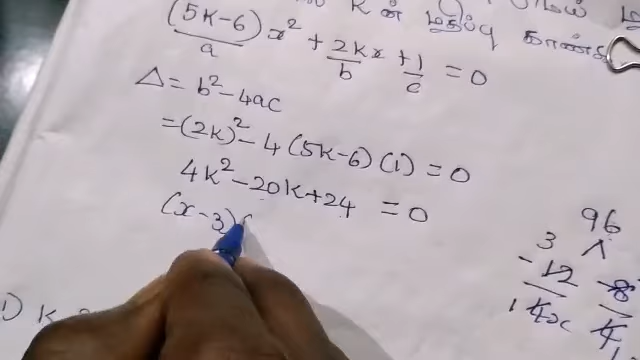 K ன் மதிப்பு காண்க
(5K-6)x² + 2Kx + 1 = 0
a b c
Δ = b² - 4ac
= (2K)² - 4(5K-6)(1) = 0
4K² - 20K + 24 = 0
(x-3)(
96
3 ∧
-12 -8
1) K